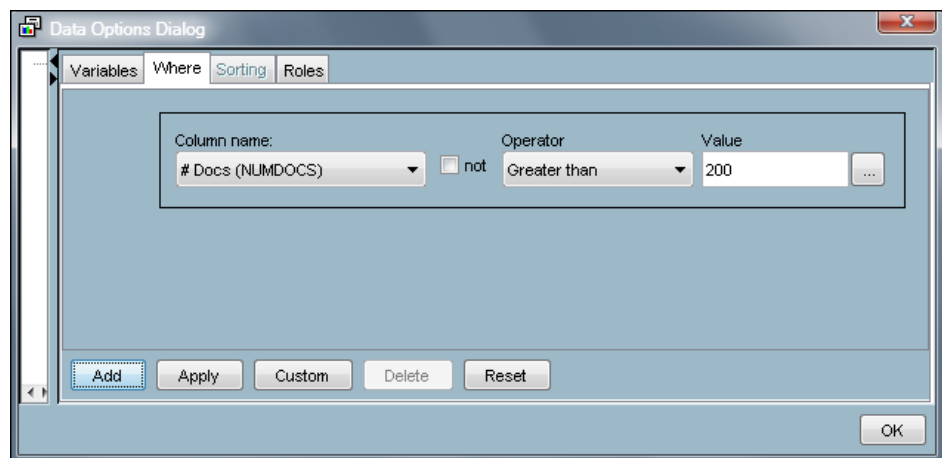 Data Options Dialog
Variables Where Sorting Roles
Column name: Operator Value
# Docs (NUMDOCS) not Greater than 200 ...
Add Apply Custom Delete Reset
OK